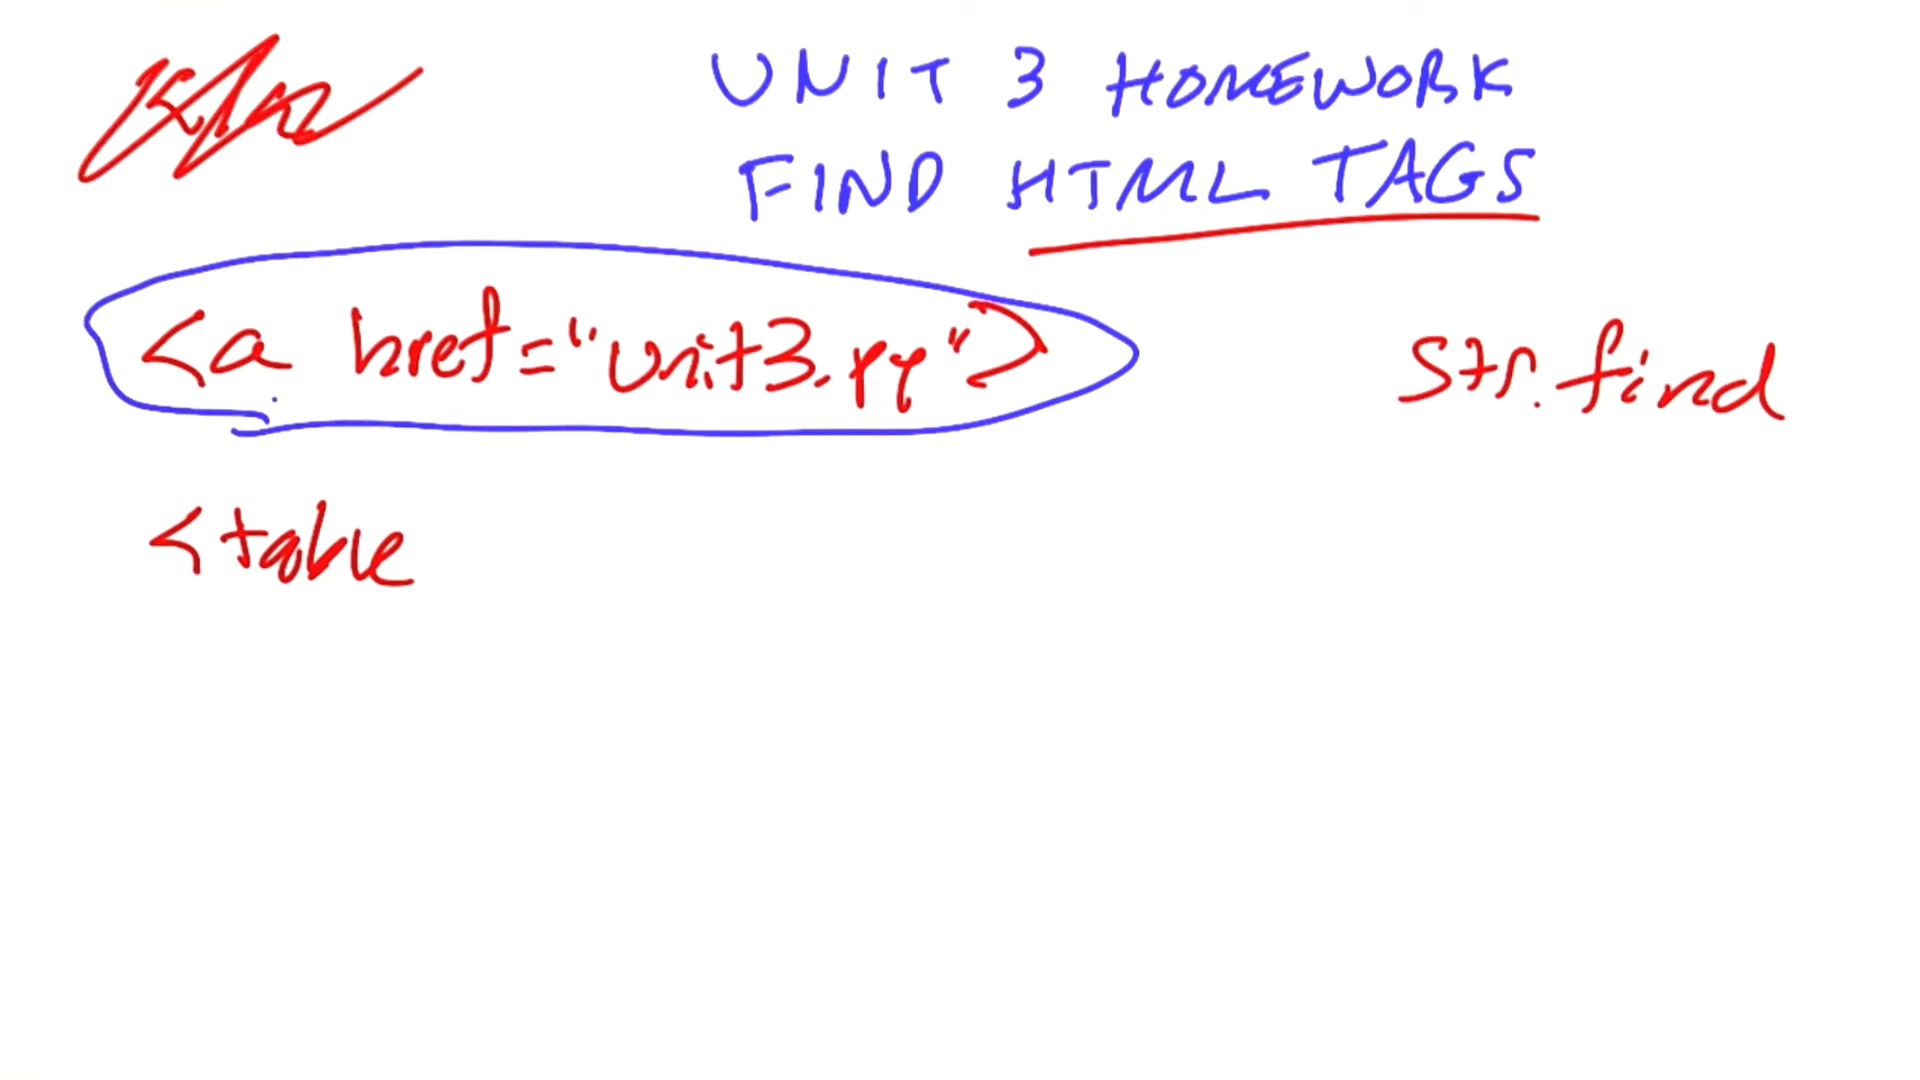 UNIT 3 HOMEWORK
FIND HTML TAGS
<a href="unit3.py">
str.find
<table